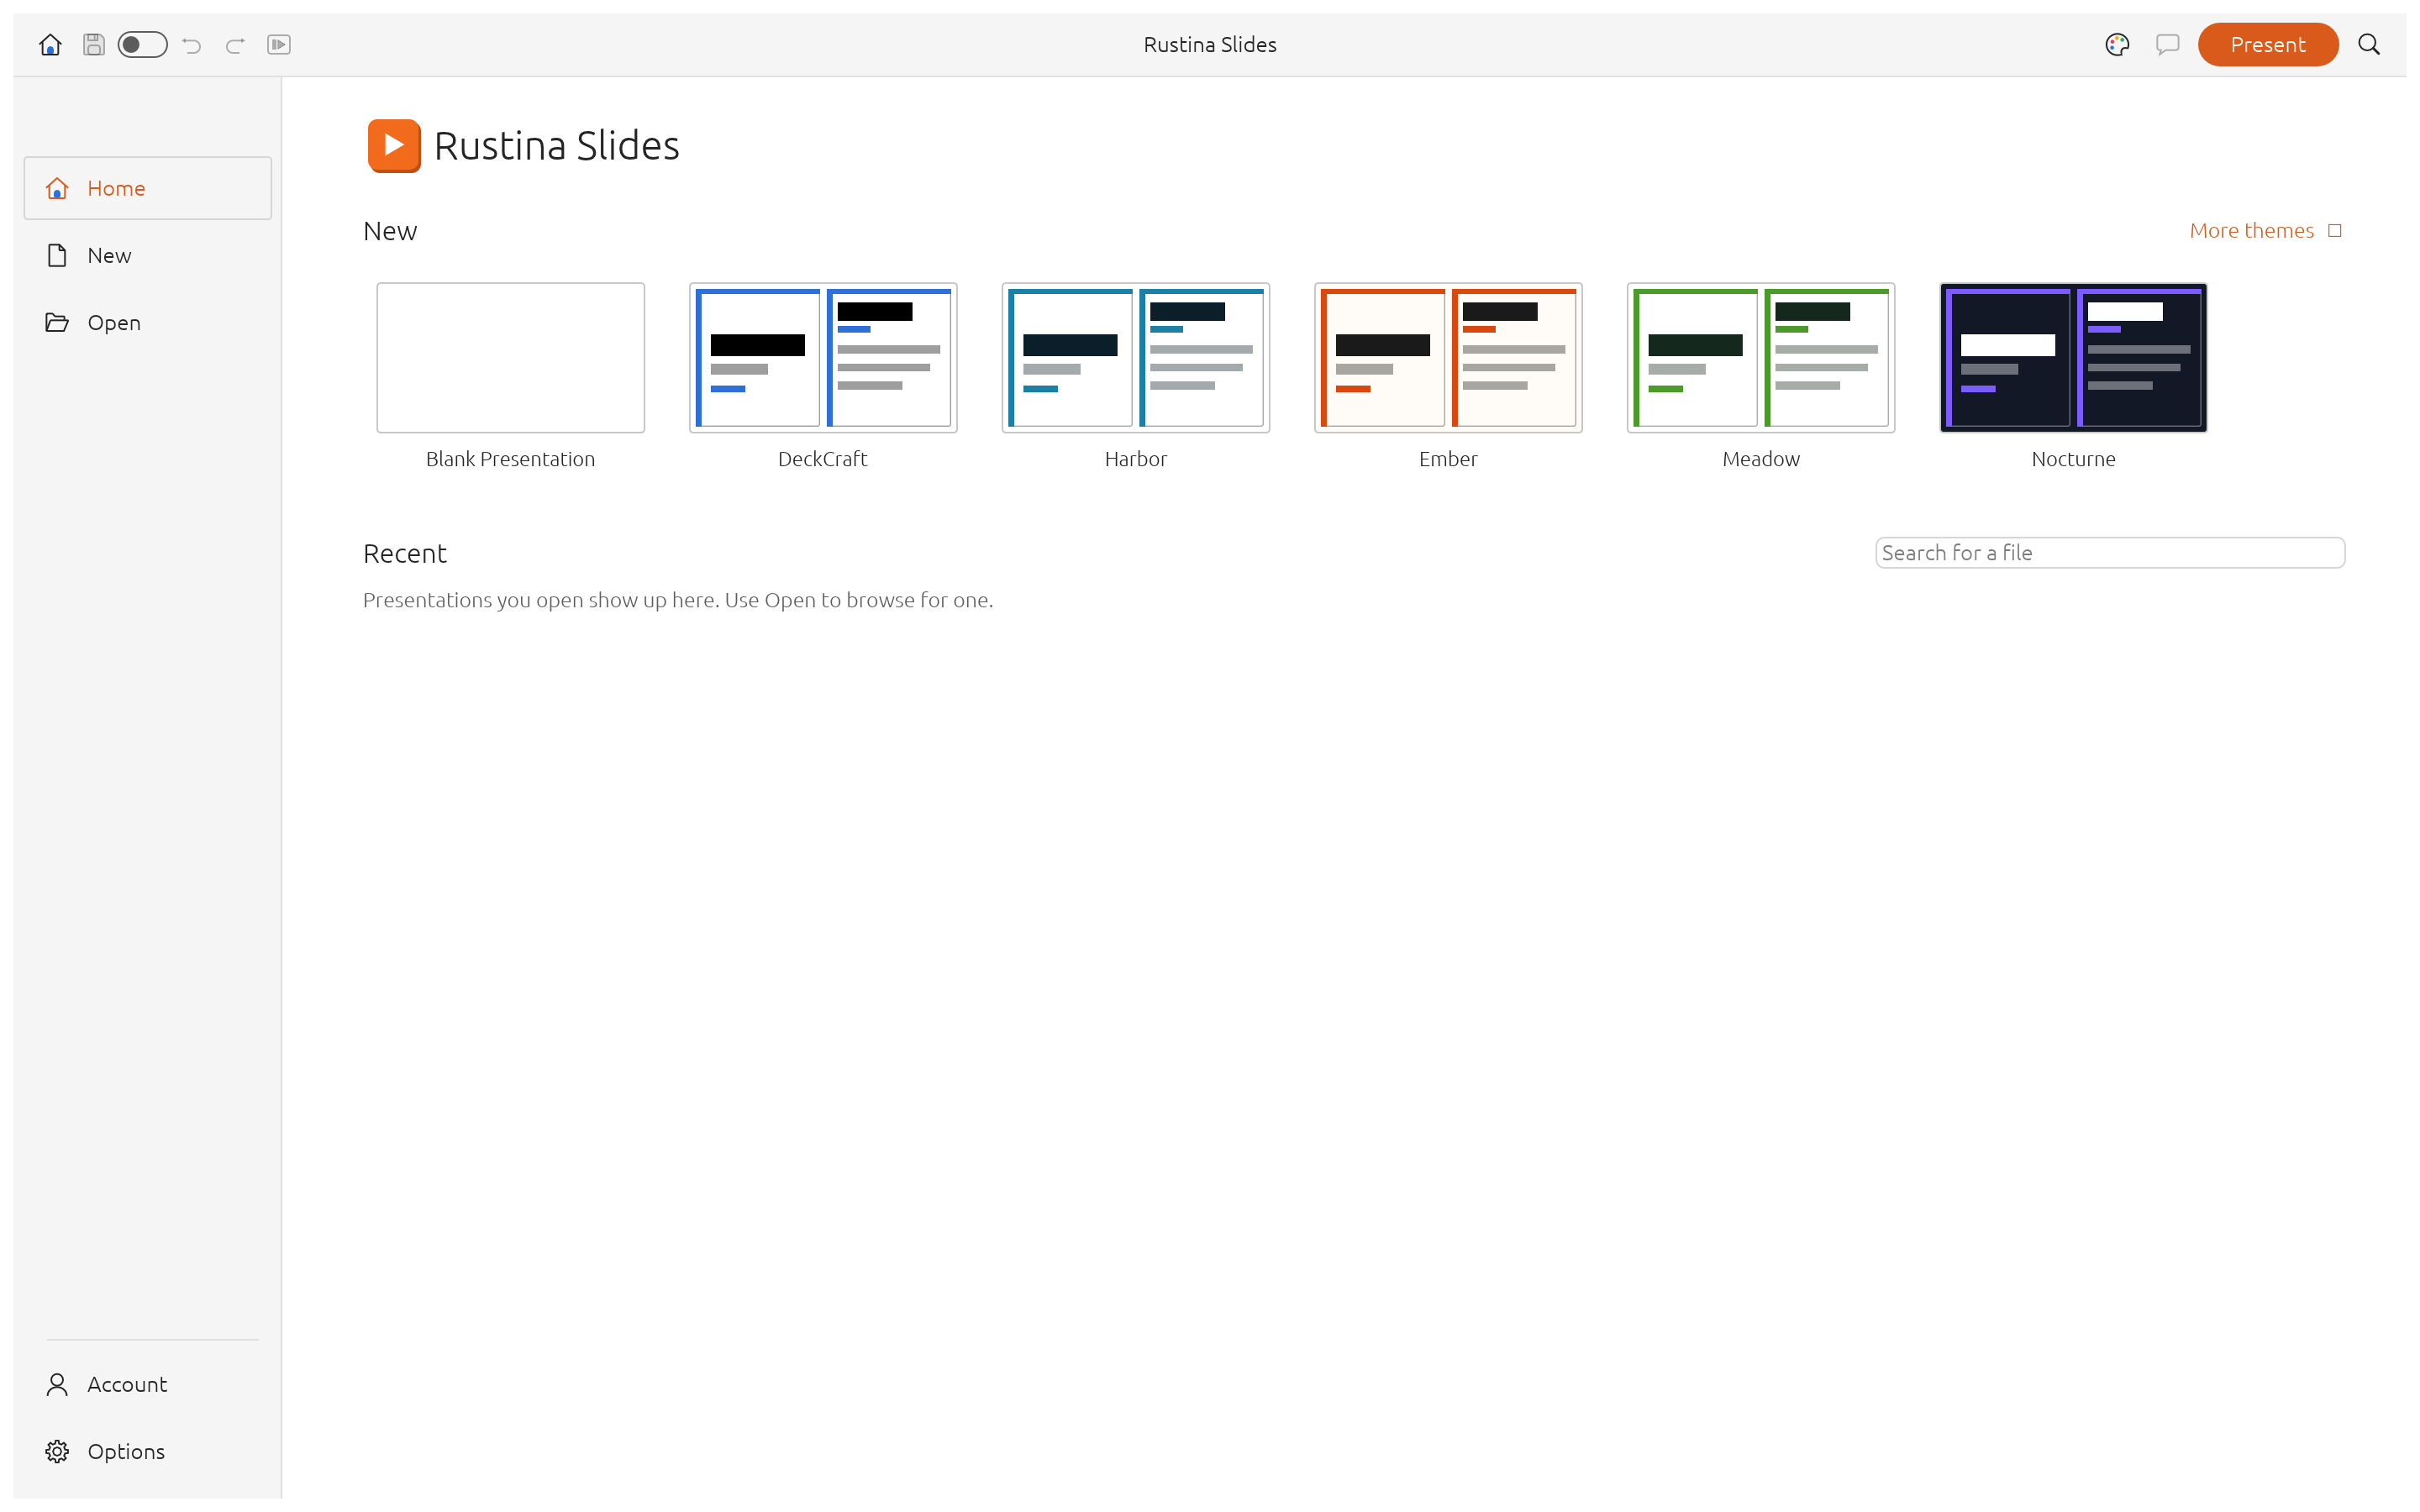 Rustina Slides
Present
Home
New
Open
Rustina Slides
New
More themes
Blank Presentation
DeckCraft
Harbor
Ember
Meadow
Nocturne
Recent
Search for a file
Presentations you open show up here. Use Open to browse for one.
Account
Options